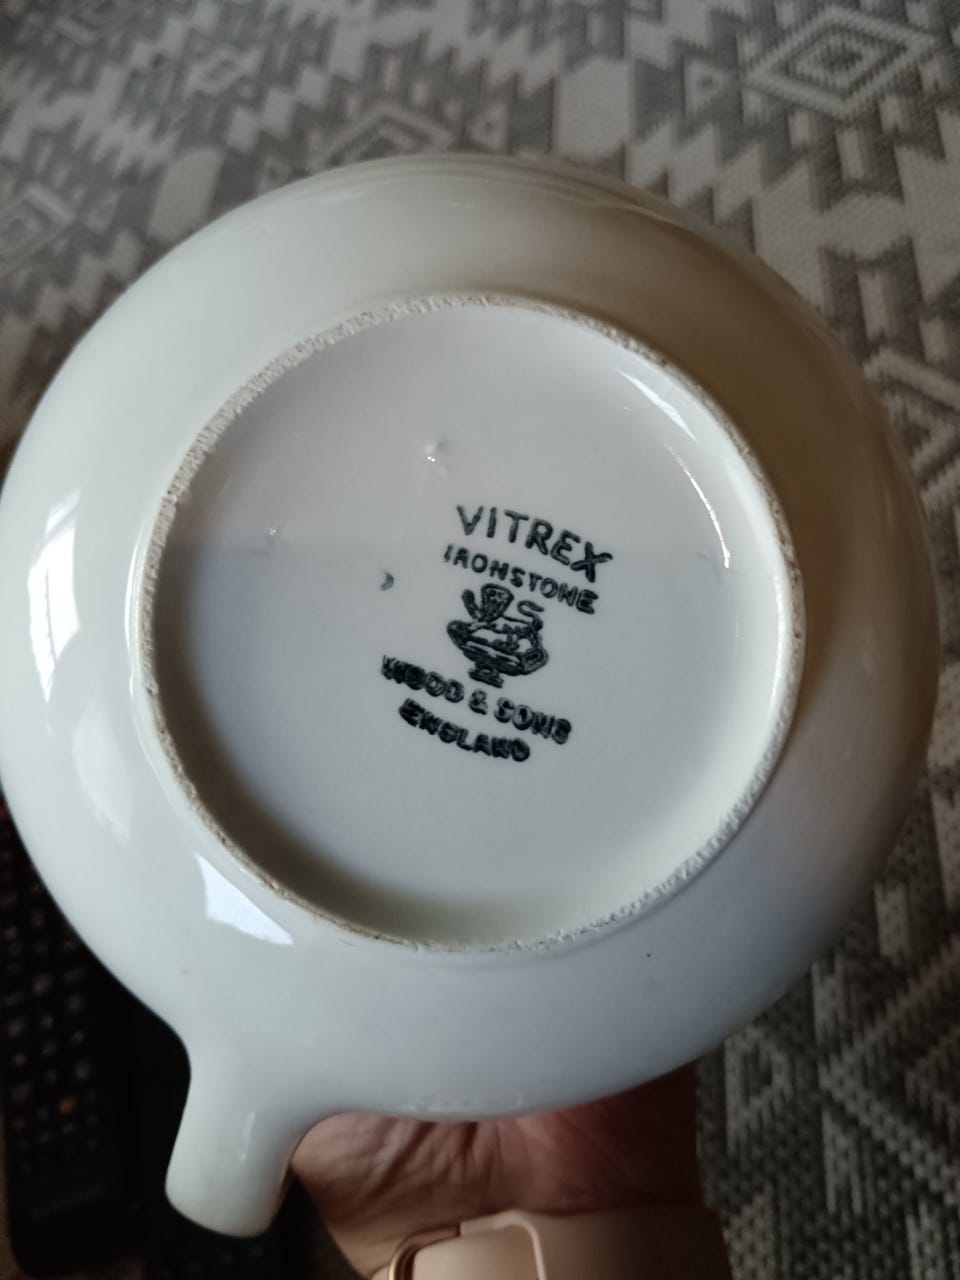 VITREX
IRONSTONE
WOOD & SONS
ENGLAND